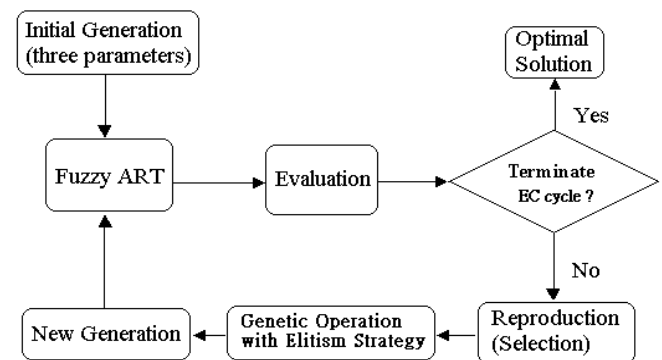 Initial Generation
(three parameters)
Fuzzy ART
Evaluation
Terminate
EC cycle ?
Yes
Optimal
Solution
No
Reproduction
(Selection)
Genetic Operation
with Elitism Strategy
New Generation